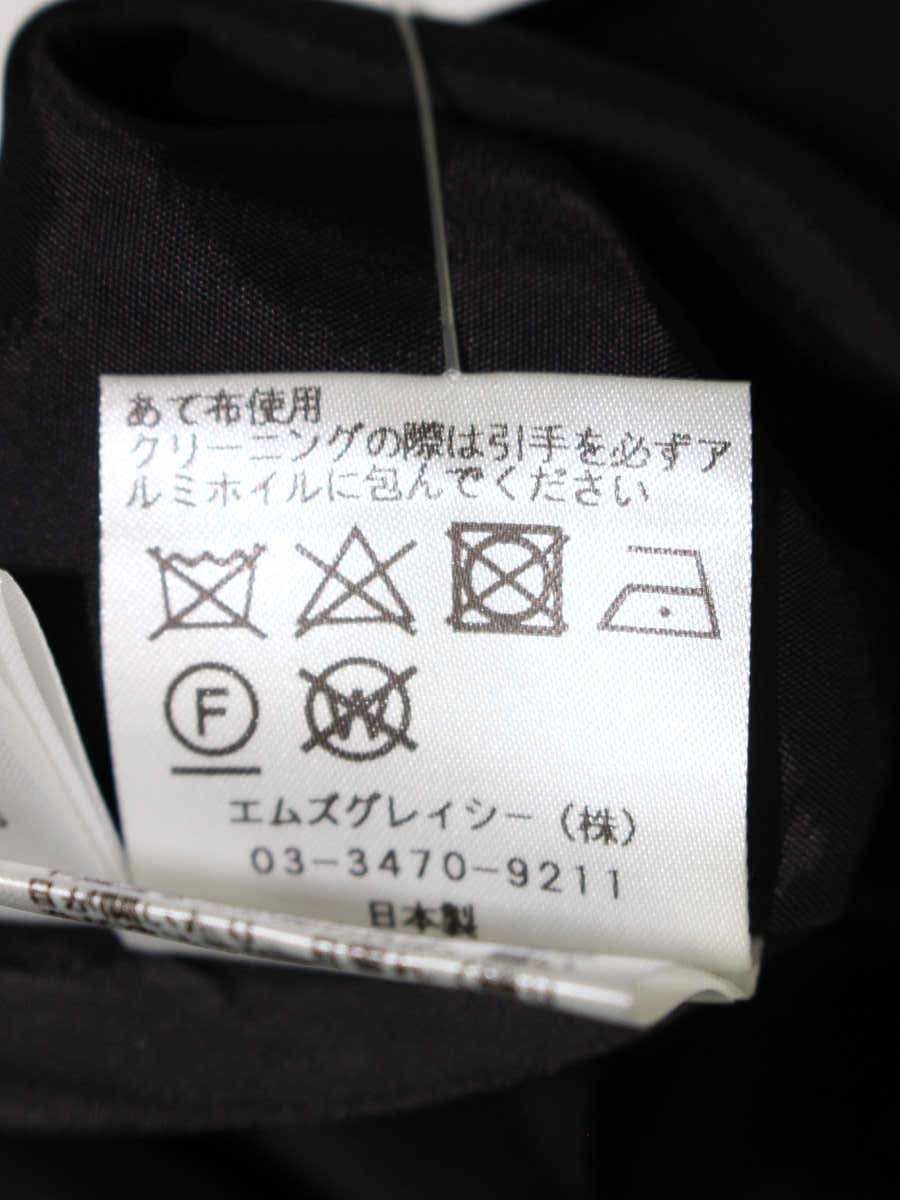 あて布使用
クリーニングの際は引手を必ずア
ルミホイルに包んでください
F
W
エムズグレイシー（株）
03-3470-9211
日本製